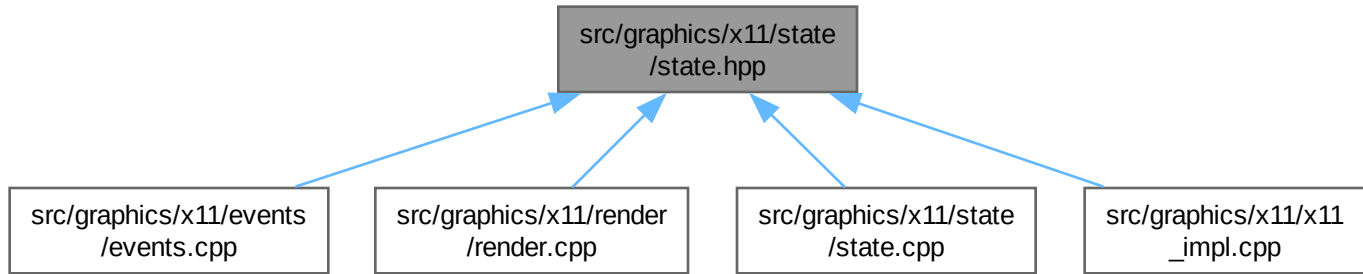 src/graphics/x11/state
/state.hpp
src/graphics/x11/events
/events.cpp
src/graphics/x11/render
/render.cpp
src/graphics/x11/state
/state.cpp
src/graphics/x11/x11
_impl.cpp